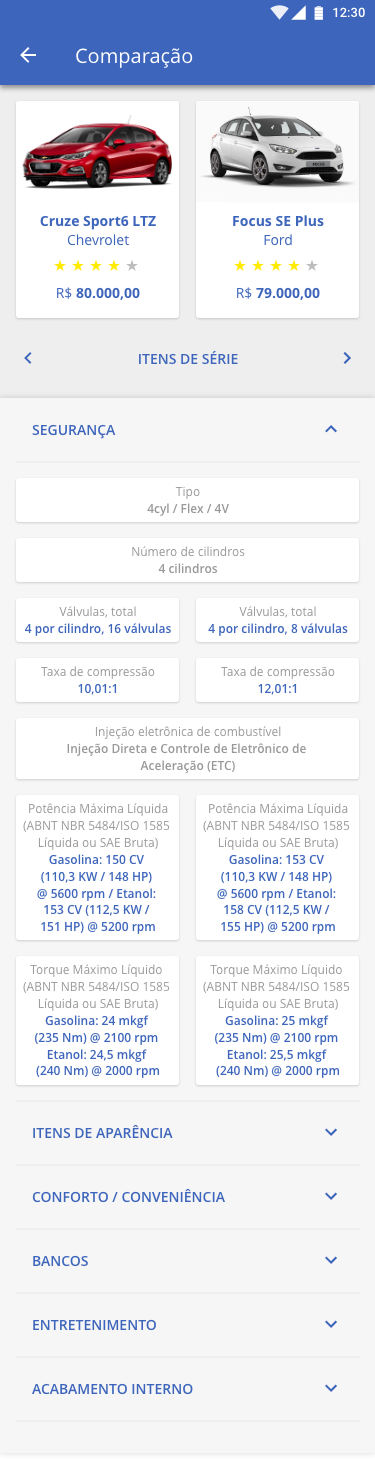 12:30
Comparação
Cruze Sport6 LTZ
Chevrolet
R$ 80.000,00
Focus SE Plus
Ford
R$ 79.000,00
ITENS DE SÉRIE
SEGURANÇA
Tipo
4cyl / Flex / 4V
Número de cilindros
4 cilindros
Válvulas, total
4 por cilindro, 16 válvulas
Válvulas, total
4 por cilindro, 8 válvulas
Taxa de compressão
10,01:1
Taxa de compressão
12,01:1
Injeção eletrônica de combustível
Injeção Direta e Controle de Eletrônico de
Aceleração (ETC)
Potência Máxima Líquida
(ABNT NBR 5484/ISO 1585
Líquida ou SAE Bruta)
Gasolina: 150 CV
(110,3 KW / 148 HP)
@ 5600 rpm / Etanol:
153 CV (112,5 KW /
151 HP) @ 5200 rpm
Potência Máxima Líquida
(ABNT NBR 5484/ISO 1585
Líquida ou SAE Bruta)
Gasolina: 153 CV
(110,3 KW / 148 HP)
@ 5600 rpm / Etanol:
158 CV (112,5 KW /
155 HP) @ 5200 rpm
Torque Máximo Líquido
(ABNT NBR 5484/ISO 1585
Líquida ou SAE Bruta)
Gasolina: 24 mkgf
(235 Nm) @ 2100 rpm
Etanol: 24,5 mkgf
(240 Nm) @ 2000 rpm
Torque Máximo Líquido
(ABNT NBR 5484/ISO 1585
Líquida ou SAE Bruta)
Gasolina: 25 mkgf
(235 Nm) @ 2100 rpm
Etanol: 25,5 mkgf
(240 Nm) @ 2000 rpm
ITENS DE APARÊNCIA
CONFORTO / CONVENIÊNCIA
BANCOS
ENTRETENIMENTO
ACABAMENTO INTERNO